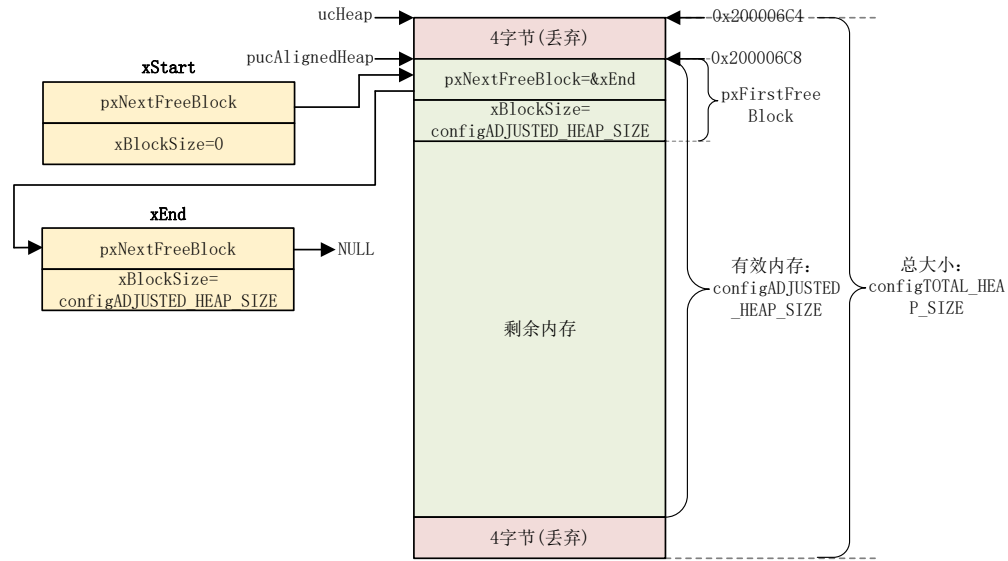 ucHeap
0x200006C4
4字节(丢弃)
pucAlignedHeap
0x200006C8
xStart
pxNextFreeBlock
xBlockSize=0
pxNextFreeBlock=&xEnd
xBlockSize=
configADJUSTED_HEAP_SIZE
pxFirstFree
Block
xEnd
pxNextFreeBlock
NULL
xBlockSize=
configADJUSTED_HEAP_SIZE
剩余内存
有效内存：
configADJUSTED
_HEAP_SIZE
总大小：
configTOTAL_HEA
P_SIZE
4字节(丢弃)